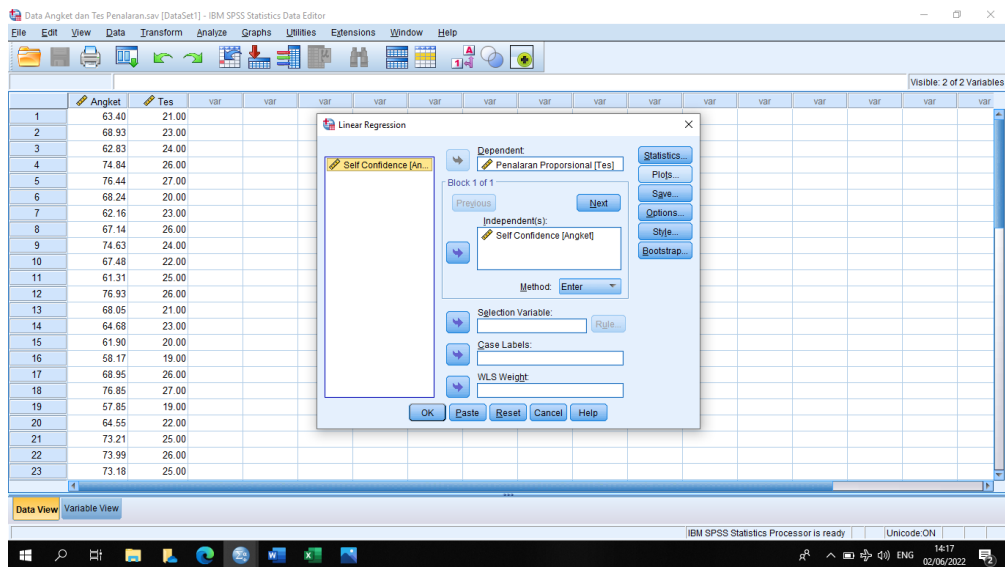 Data Angket dan Tes Penalaran.sav [DataSet1] - IBM SPSS Statistics Data Editor
File Edit View Data Transform Analyze Graphs Utilities Extensions Window Help
Visible: 2 of 2 Variables
Angket Tes var var var var var var var var var var var var var var var
1 63.40 21.00
2 68.93 23.00
3 62.83 24.00
4 74.84 26.00
5 76.44 27.00
6 68.24 20.00
7 62.16 23.00
8 67.14 26.00
9 74.63 24.00
10 67.48 22.00
11 61.31 25.00
12 76.93 26.00
13 68.05 21.00
14 64.68 23.00
15 61.90 20.00
16 58.17 19.00
17 68.95 26.00
18 76.85 27.00
19 57.85 19.00
20 64.55 22.00
21 73.21 25.00
22 73.99 26.00
23 73.18 25.00
Linear Regression
Self Confidence [An...
Dependent:
Penalaran Proporsional [Tes]
Block 1 of 1
Previous Next
Independent(s):
Self Confidence [Angket]
Method: Enter
Selection Variable:
Rule...
Case Labels:
WLS Weight:
Statistics...
Plots...
Save...
Options...
Style...
Bootstrap...
OK Paste Reset Cancel Help
Data View Variable View
IBM SPSS Statistics Processor is ready Unicode:ON
ENG 14:17
02/06/2022